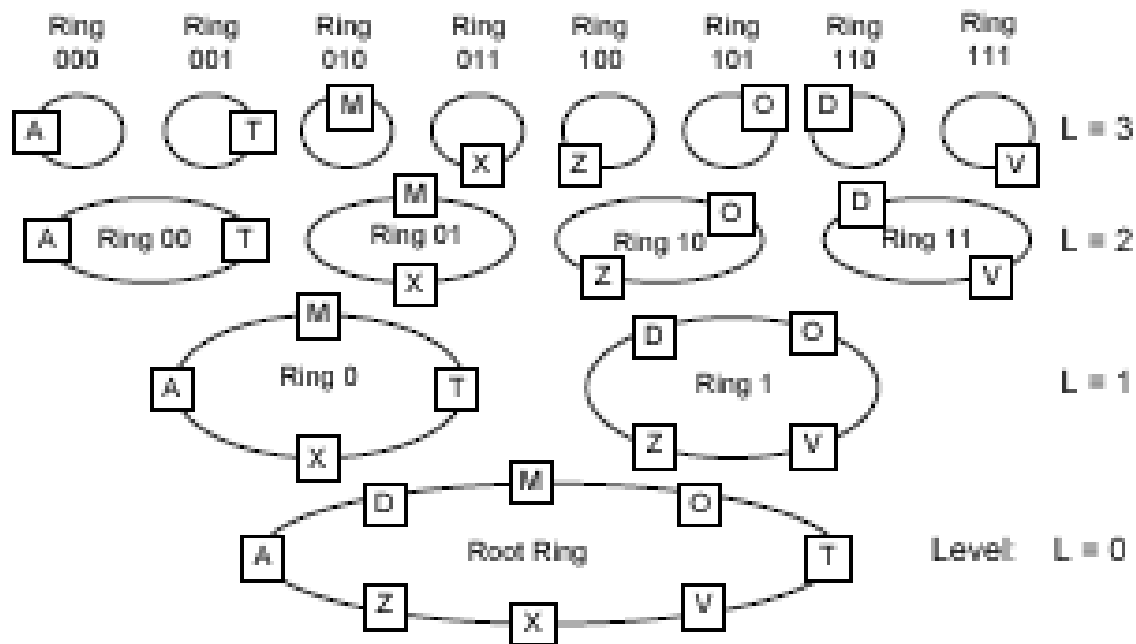 Ring Ring Ring Ring Ring Ring Ring Ring
000 001 010 011 100 101 110 111
A T M X Z O D V L = 3
A Ring 00 T M Ring 01 X Z Ring 10 O D Ring 11 V L = 2
M D O
A Ring 0 T Ring 1 L = 1
X Z V
D M O
A Root Ring T Level: L = 0
Z X V